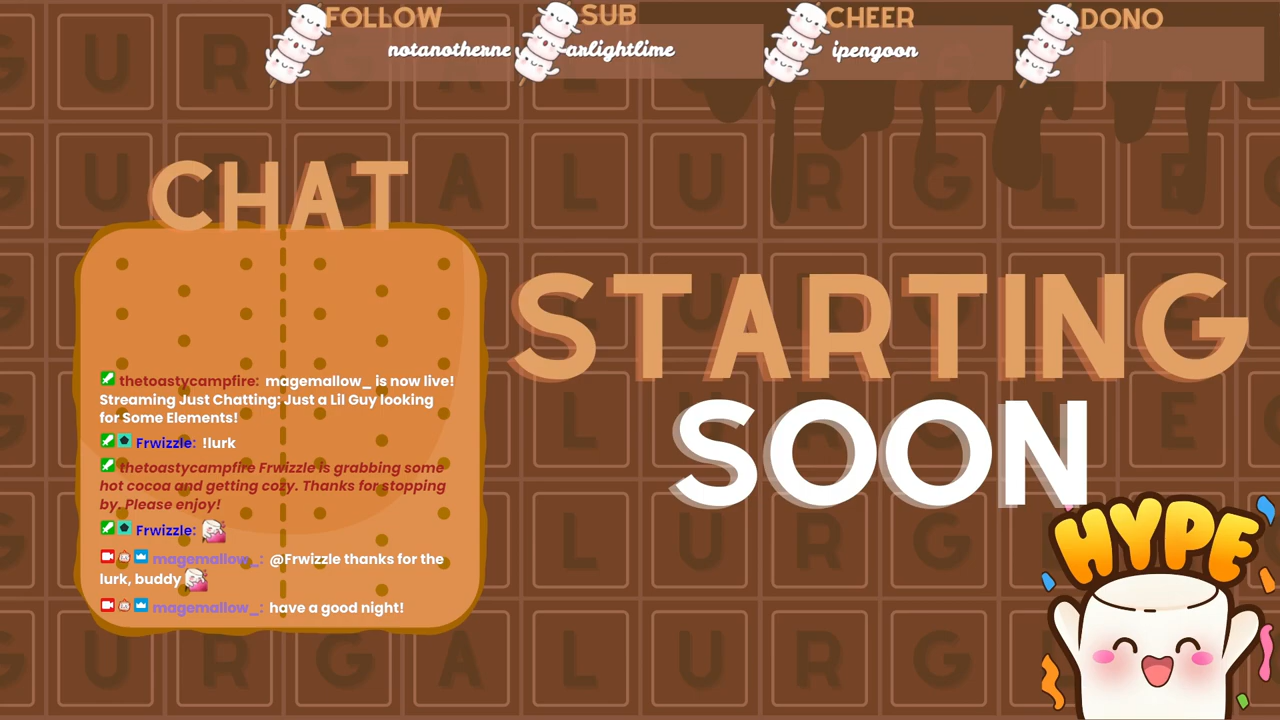 FOLLOW
SUB
CHEER
DONO
notanotherne
arlightlime
ipengoon
CHAT
STARTING
SOON
thetoastycampfire: magemallow_ is now live!
Streaming Just Chatting: Just a Lil Guy looking
for Some Elements!
Frwizzle: !lurk
thetoastycampfire Frwizzle is grabbing some
hot cocoa and getting cozy. Thanks for stopping
by. Please enjoy!
Frwizzle:
magemallow_: @Frwizzle thanks for the
lurk, buddy
magemallow_: have a good night!
HYPE